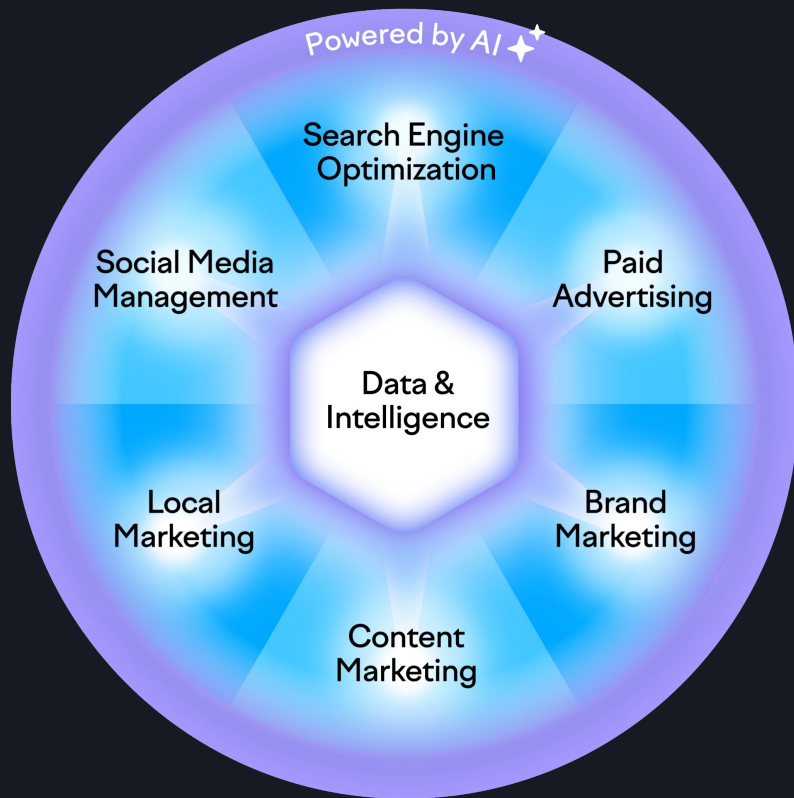 Powered by AI
Search Engine
Optimization
Social Media
Management
Paid
Advertising
Data &
Intelligence
Local
Marketing
Brand
Marketing
Content
Marketing